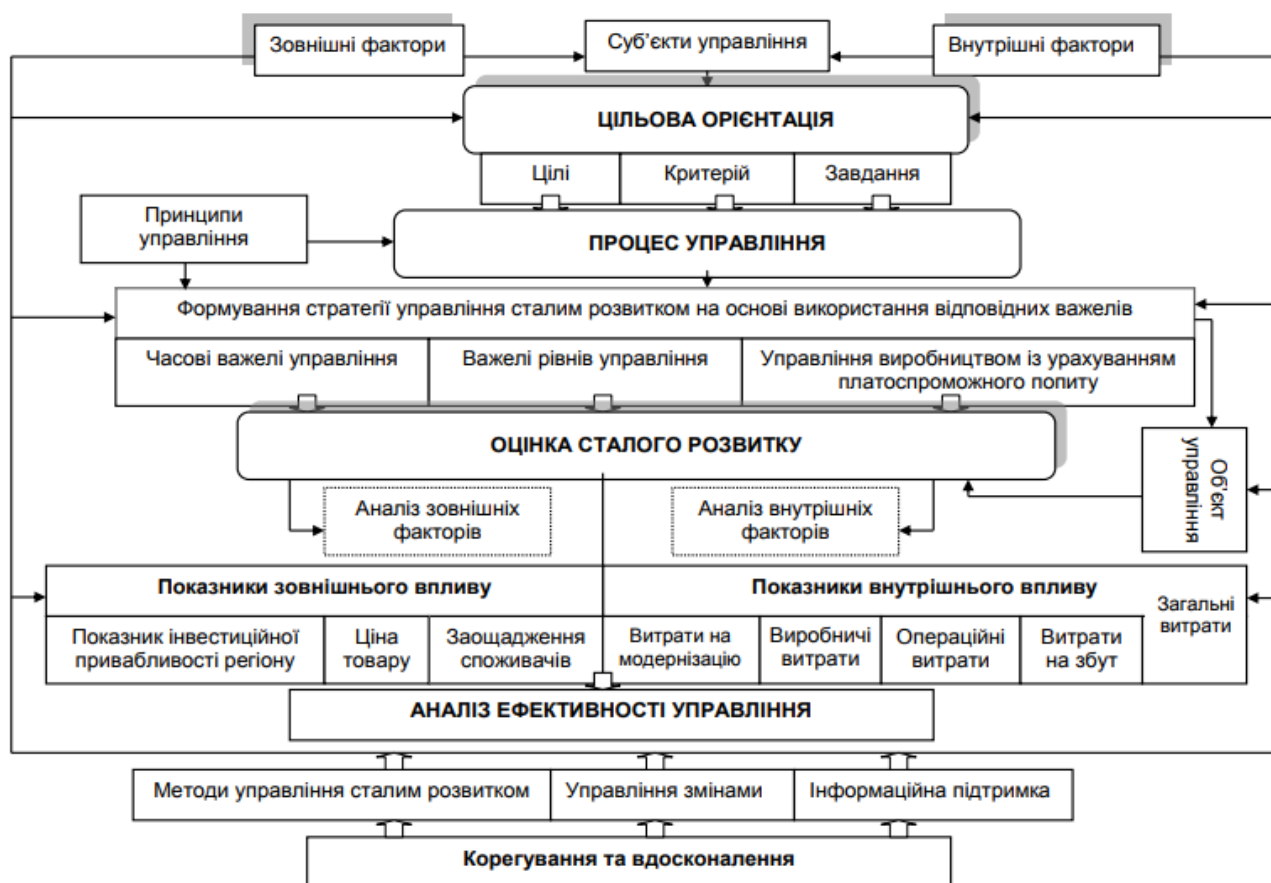 Зовнішні фактори
Суб'єкти управління
Внутрішні фактори
ЦІЛЬОВА ОРІЄНТАЦІЯ
Цілі
Критерій
Завдання
Принципи
управління
ПРОЦЕС УПРАВЛІННЯ
Формування стратегії управління сталим розвитком на основі використання відповідних важелів
Часові важелі управління
Важелі рівнів управління
Управління виробництвом із урахуванням
платоспроможного попиту
ОЦІНКА СТАЛОГО РОЗВИТКУ
Об'єкт
управління
Аналіз зовнішніх
факторів
Аналіз внутрішніх
факторів
Показники зовнішнього впливу
Показники внутрішнього впливу
Загальні
витрати
Показник інвестиційної
привабливості регіону
Ціна
товару
Заощадження
споживачів
Витрати на
модернізацію
Виробничі
витрати
Операційні
витрати
Витрати
на збут
АНАЛІЗ ЕФЕКТИВНОСТІ УПРАВЛІННЯ
Методи управління сталим розвитком
Управління змінами
Інформаційна підтримка
Корегування та вдосконалення